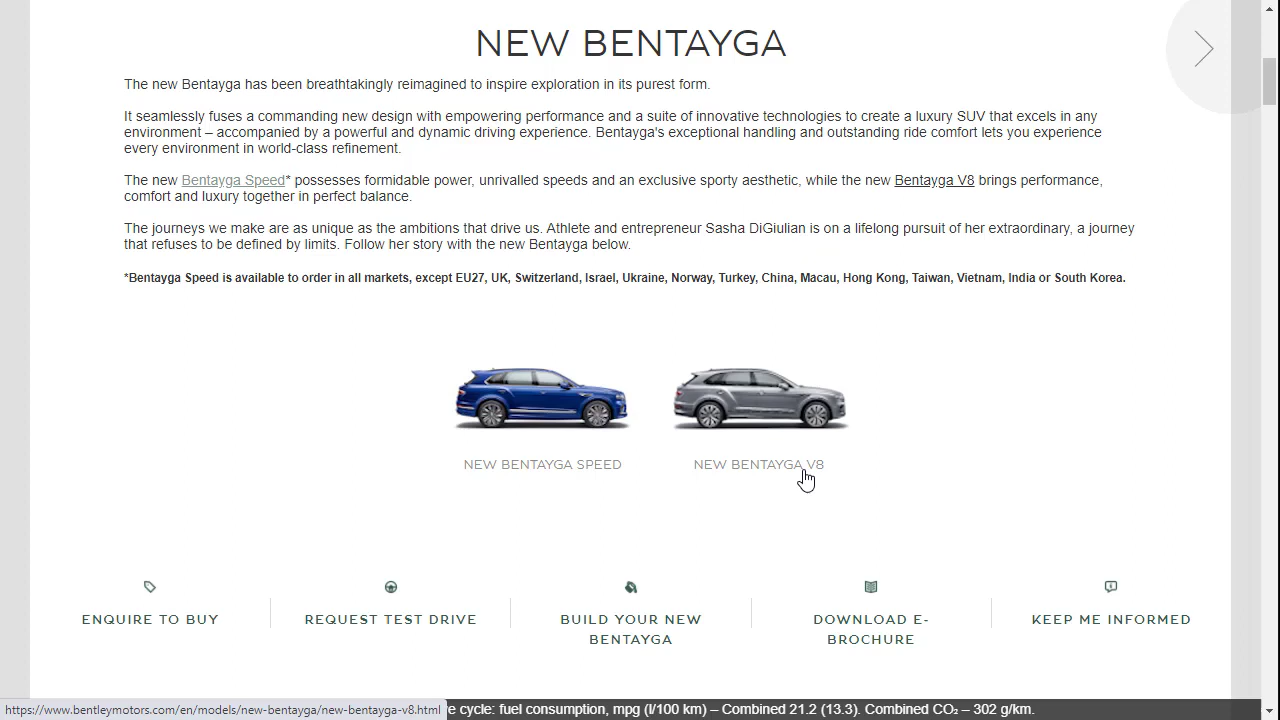 NEW BENTAYGA
The new Bentayga has been breathtakingly reimagined to inspire exploration in its purest form.
It seamlessly fuses a commanding new design with empowering performance and a suite of innovative technologies to create a luxury SUV that excels in any
environment – accompanied by a powerful and dynamic driving experience. Bentayga's exceptional handling and outstanding ride comfort lets you experience
every environment in world-class refinement.
The new Bentayga Speed* possesses formidable power, unrivalled speeds and an exclusive sporty aesthetic, while the new Bentayga V8 brings performance,
comfort and luxury together in perfect balance.
The journeys we make are as unique as the ambitions that drive us. Athlete and entrepreneur Sasha DiGiulian is on a lifelong pursuit of her extraordinary, a journey
that refuses to be defined by limits. Follow her story with the new Bentayga below.
*Bentayga Speed is available to order in all markets, except EU27, UK, Switzerland, Israel, Ukraine, Norway, Turkey, China, Macau, Hong Kong, Taiwan, Vietnam, India or South Korea.
NEW BENTAYGA SPEED
NEW BENTAYGA V8
ENQUIRE TO BUY
REQUEST TEST DRIVE
BUILD YOUR NEW
BENTAYGA
DOWNLOAD E-
BROCHURE
KEEP ME INFORMED
https://www.bentleymotors.com/en/models/new-bentayga/new-bentayga-v8.html
cycle: fuel consumption, mpg (l/100 km) – Combined 21.2 (13.3). Combined CO₂ – 302 g/km.